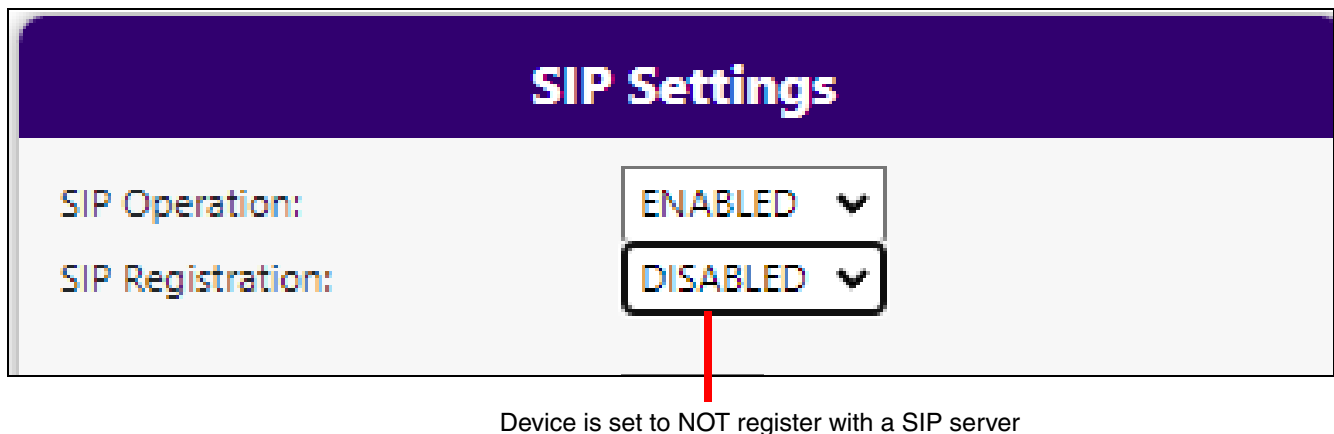 SIP Settings
SIP Operation: ENABLED
SIP Registration: DISABLED
Device is set to NOT register with a SIP server